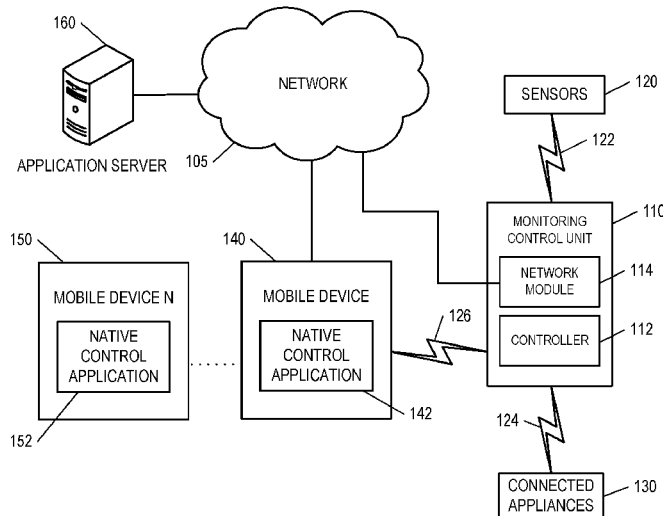 160
NETWORK
SENSORS
120
122
APPLICATION SERVER
105
110
MONITORING
CONTROL UNIT
150
140
NETWORK
MODULE
114
MOBILE DEVICE N
MOBILE DEVICE
126
CONTROLLER
112
NATIVE
CONTROL
APPLICATION
NATIVE
CONTROL
APPLICATION
152
142
124
CONNECTED
APPLIANCES
130